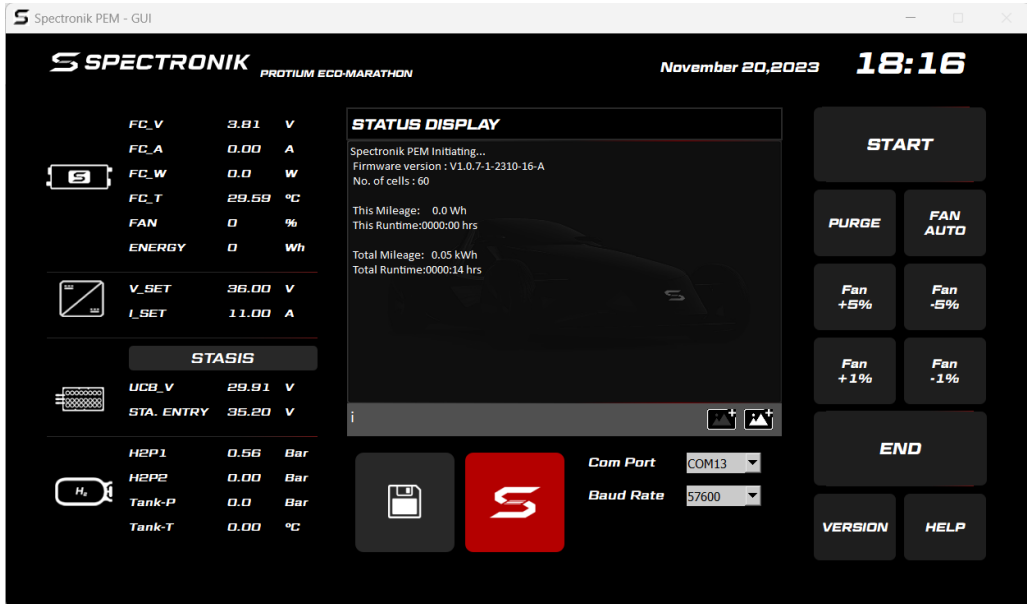 Spectronik PEM - GUI
SPECTRONIK PROTIUM ECO-MARATHON
November 20,2023
18:16
FC_V 3.81 V
FC_A 0.00 A
FC_W 0.0 W
FC_T 29.59 ºC
FAN 0 %
ENERGY 0 Wh
V_SET 36.00 V
I_SET 11.00 A
STASIS
UCB_V 29.91 V
STA. ENTRY 35.20 V
H2P1 0.56 Bar
H2P2 0.00 Bar
Tank-P 0.0 Bar
Tank-T 0.00 ºC
H₂
STATUS DISPLAY
Spectronik PEM Initiating...
Firmware version : V1.0.7-1-2310-16-A
No. of cells : 60
This Mileage: 0.0 Wh
This Runtime:0000:00 hrs
Total Mileage: 0.05 kWh
Total Runtime:0000:14 hrs
i
Com Port COM13
Baud Rate 57600
START
PURGE
FAN
AUTO
Fan
+5%
Fan
-5%
Fan
+1%
Fan
-1%
END
VERSION
HELP